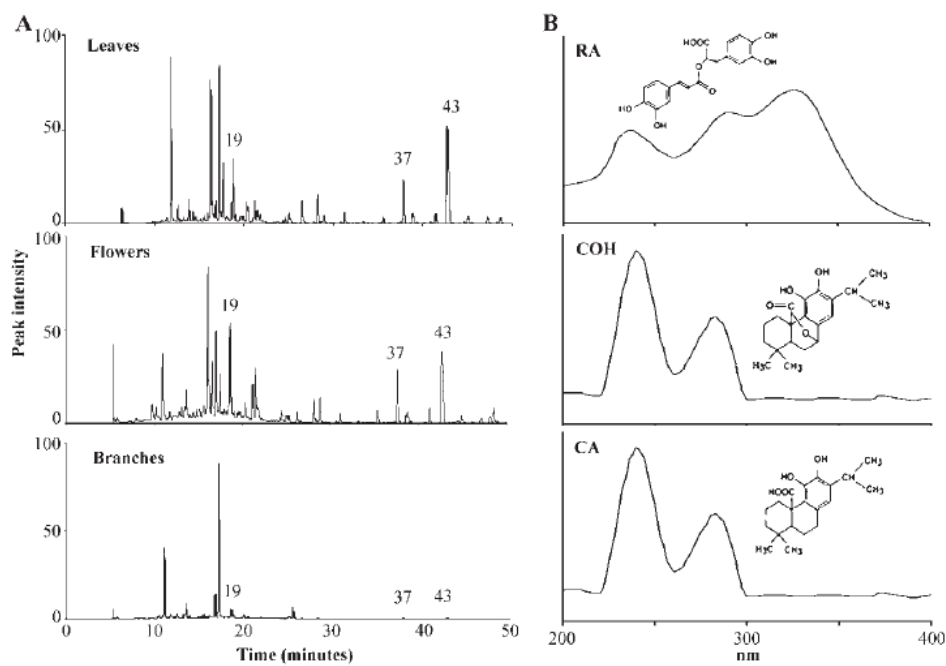 A
B
100
Leaves
RA
HOOC
OH
OH
O
O
OH
HO
43
50
19
37
0
100
Flowers
COH
OH
HO
CH
CH3
CH3
O
O
H3C
CH3
19
50
43
37
Peak intensity
0
100
Branches
CA
OH
HO
CH
CH3
CH3
HOOC
H3C
CH3
50
19
37
43
0
0
10
20
30
40
50
200
300
400
Time (minutes)
nm